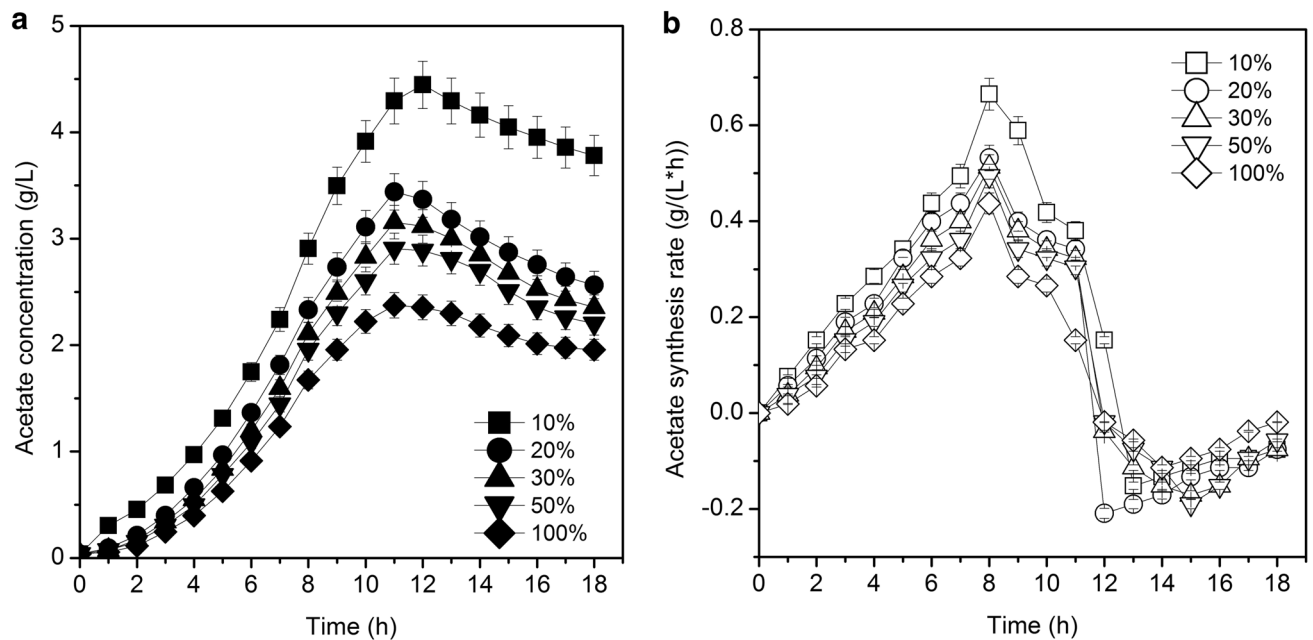 a
5
4
3
2
1
0
Acetate concentration (g/L)
0 2 4 6 8 10 12 14 16 18
Time (h)
10%
20%
30%
50%
100%
b
0.8
0.6
0.4
0.2
0.0
-0.2
Acetate synthesis rate (g/(L*h))
0 2 4 6 8 10 12 14 16 18
Time (h)
10%
20%
30%
50%
100%